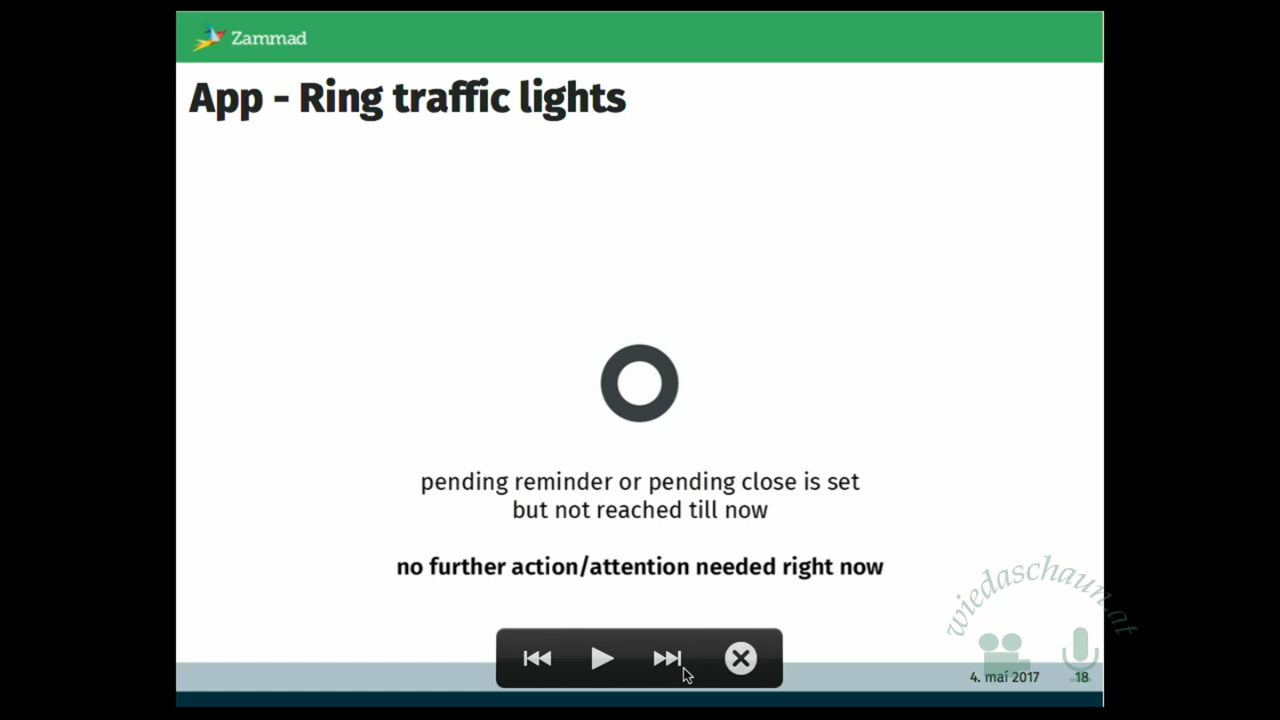 Zammad
App - Ring traffic lights
pending reminder or pending close is set
but not reached till now
no further action/attention needed right now
wiedaschaun.at
4. mai 2017
18